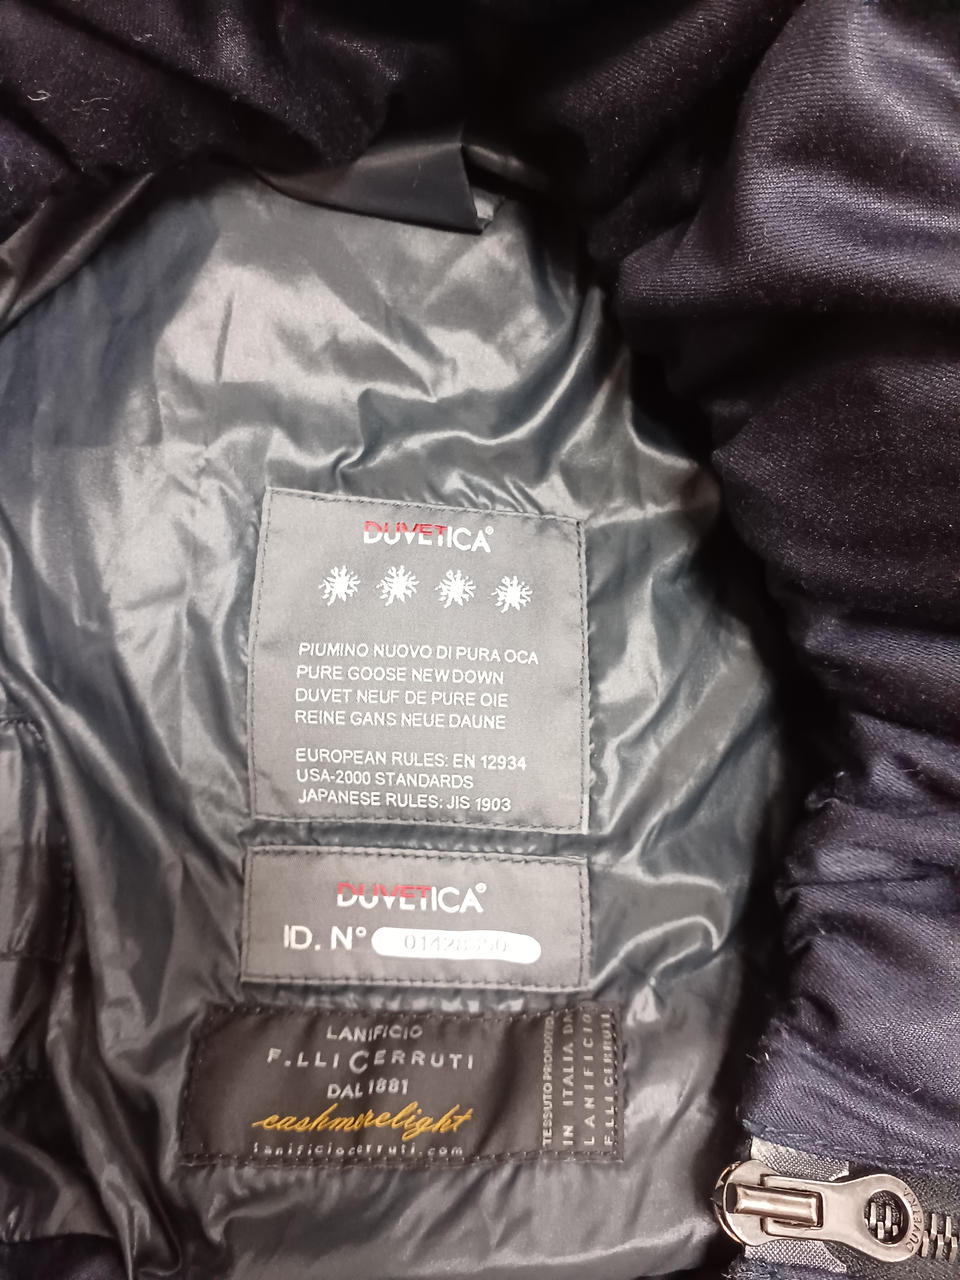 DUVETICA®
PIUMINO NUOVO DI PURA OCA
PURE GOOSE NEW DOWN
DUVET NEUF DE PURE OIE
REINE GANS NEUE DAUNE
EUROPEAN RULES: EN 12934
USA-2000 STANDARDS
JAPANESE RULES: JIS 1903
DUVETICA®
ID. N°
LANIFICIO
F.LLI CERRUTI
DAL 1881
cashmerelight
lanificiocerruti.com
TESSUTO PRODOTTO
IN ITALIA DA
LANIFICIO
F.LLI CERRUTI
DUVETICA